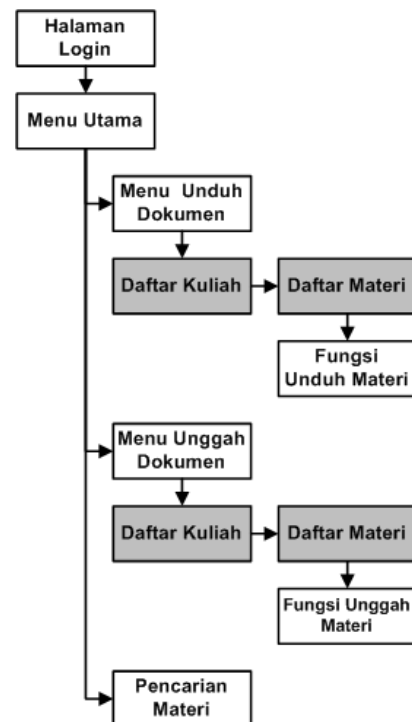 Halaman
Login
Menu Utama
Menu Unduh
Dokumen
Daftar Kuliah
Daftar Materi
Fungsi
Unduh Materi
Menu Unggah
Dokumen
Daftar Kuliah
Daftar Materi
Fungsi Unggah
Materi
Pencarian
Materi